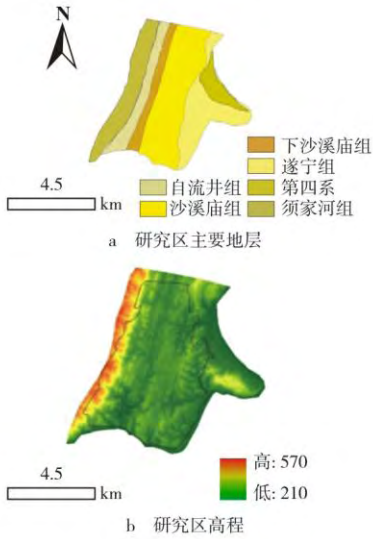 N
下沙溪庙组
遂宁组
4.5
自流井组 第四系
km
沙溪庙组 须家河组
a 研究区主要地层
4.5
高: 570
km
低: 210
b 研究区高程